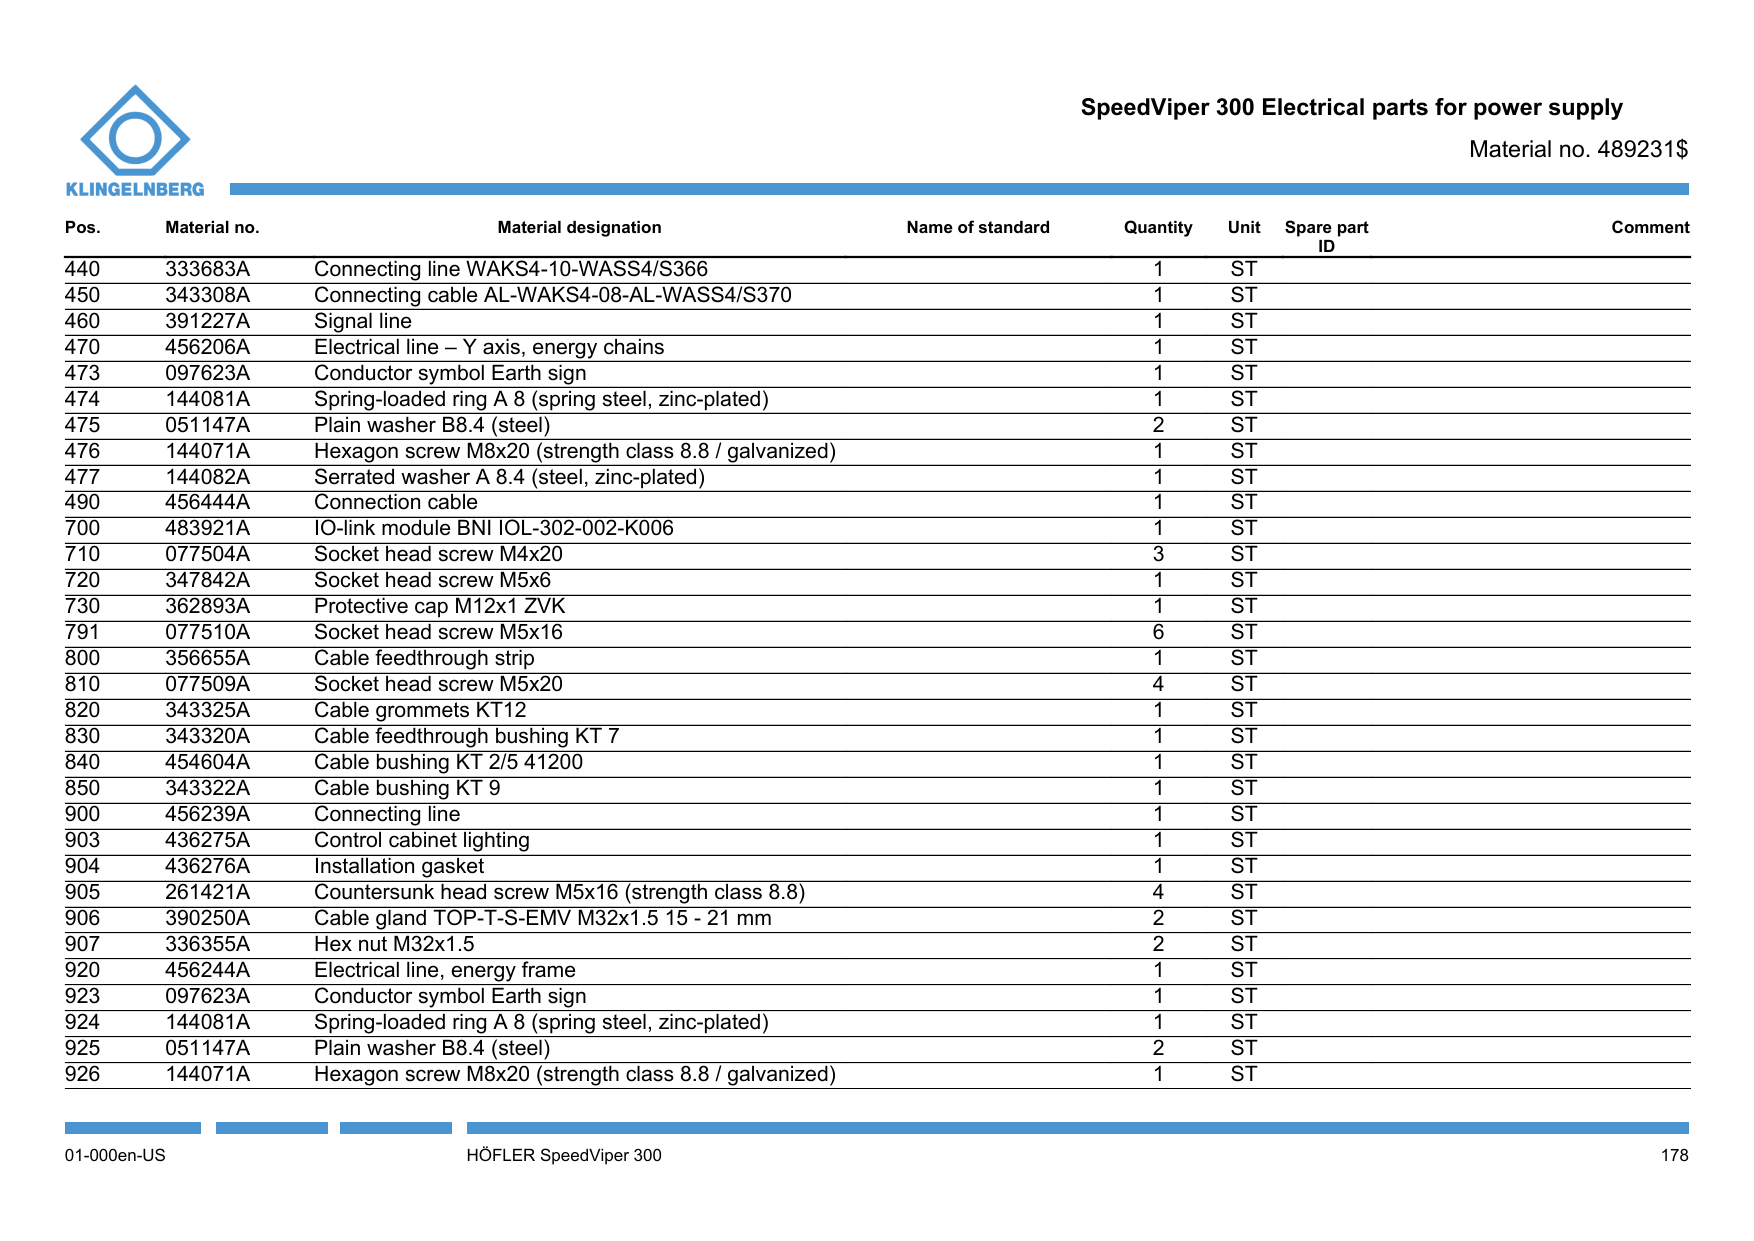 SpeedViper 300 Electrical parts for power supply
Material no. 489231$
KLINGELNBERG
Pos. Material no. Material designation Name of standard Quantity Unit Spare part ID Comment
440 333683A Connecting line WAKS4-10-WASS4/S366 1 ST
450 343308A Connecting cable AL-WAKS4-08-AL-WASS4/S370 1 ST
460 391227A Signal line 1 ST
470 456206A Electrical line – Y axis, energy chains 1 ST
473 097623A Conductor symbol Earth sign 1 ST
474 144081A Spring-loaded ring A 8 (spring steel, zinc-plated) 1 ST
475 051147A Plain washer B8.4 (steel) 2 ST
476 144071A Hexagon screw M8x20 (strength class 8.8 / galvanized) 1 ST
477 144082A Serrated washer A 8.4 (steel, zinc-plated) 1 ST
490 456444A Connection cable 1 ST
700 483921A IO-link module BNI IOL-302-002-K006 1 ST
710 077504A Socket head screw M4x20 3 ST
720 347842A Socket head screw M5x6 1 ST
730 362893A Protective cap M12x1 ZVK 1 ST
791 077510A Socket head screw M5x16 6 ST
800 356655A Cable feedthrough strip 1 ST
810 077509A Socket head screw M5x20 4 ST
820 343325A Cable grommets KT12 1 ST
830 343320A Cable feedthrough bushing KT 7 1 ST
840 454604A Cable bushing KT 2/5 41200 1 ST
850 343322A Cable bushing KT 9 1 ST
900 456239A Connecting line 1 ST
903 436275A Control cabinet lighting 1 ST
904 436276A Installation gasket 1 ST
905 261421A Countersunk head screw M5x16 (strength class 8.8) 4 ST
906 390250A Cable gland TOP-T-S-EMV M32x1.5 15 - 21 mm 2 ST
907 336355A Hex nut M32x1.5 2 ST
920 456244A Electrical line, energy frame 1 ST
923 097623A Conductor symbol Earth sign 1 ST
924 144081A Spring-loaded ring A 8 (spring steel, zinc-plated) 1 ST
925 051147A Plain washer B8.4 (steel) 2 ST
926 144071A Hexagon screw M8x20 (strength class 8.8 / galvanized) 1 ST
01-000en-US HÖFLER SpeedViper 300 178